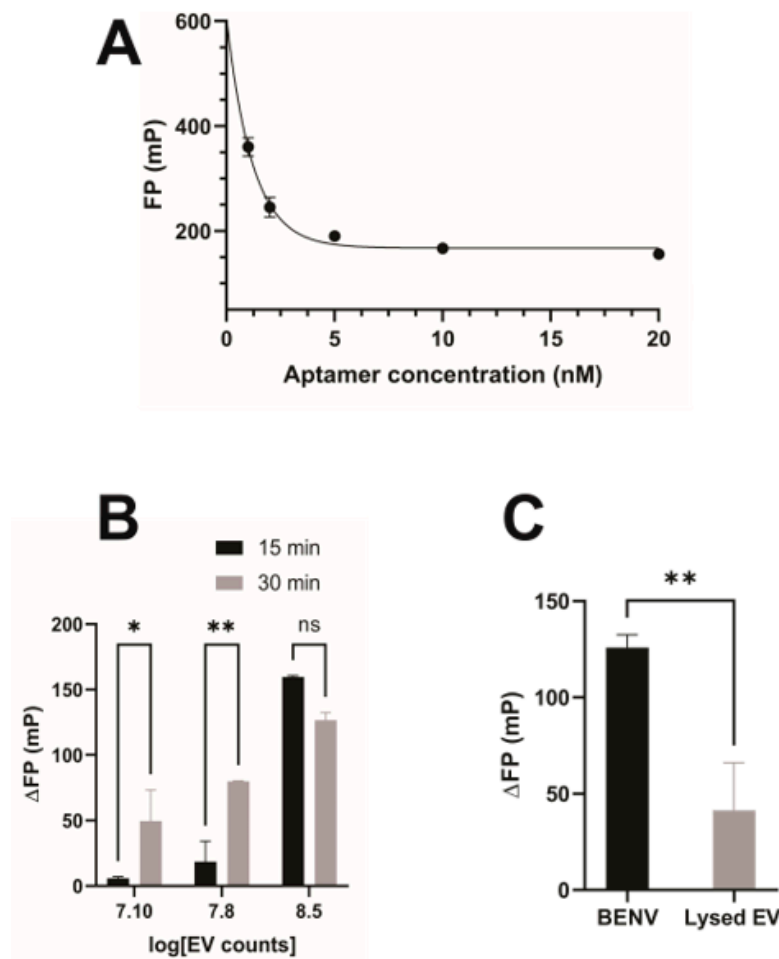 A
600
400
200
FP (mP)
0 5 10 15 20
Aptamer concentration (nM)
B
15 min
30 min
* ** ns
200
150
100
50
0
ΔFP (mP)
7.10 7.8 8.5
log[EV counts]
C
**
150
100
50
0
ΔFP (mP)
BENV Lysed EV